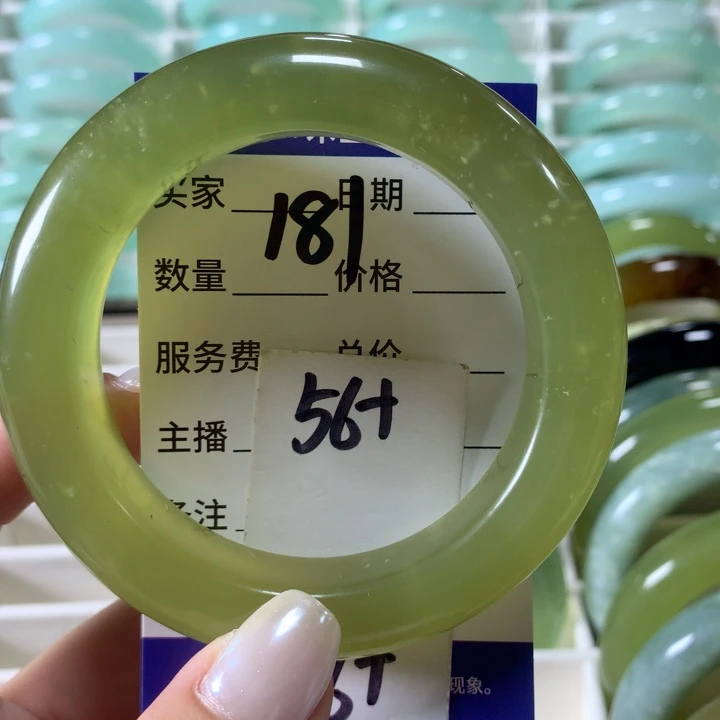 买家 日期
181
数量 价格
服务费 总价
56+
主播
备注
现象。